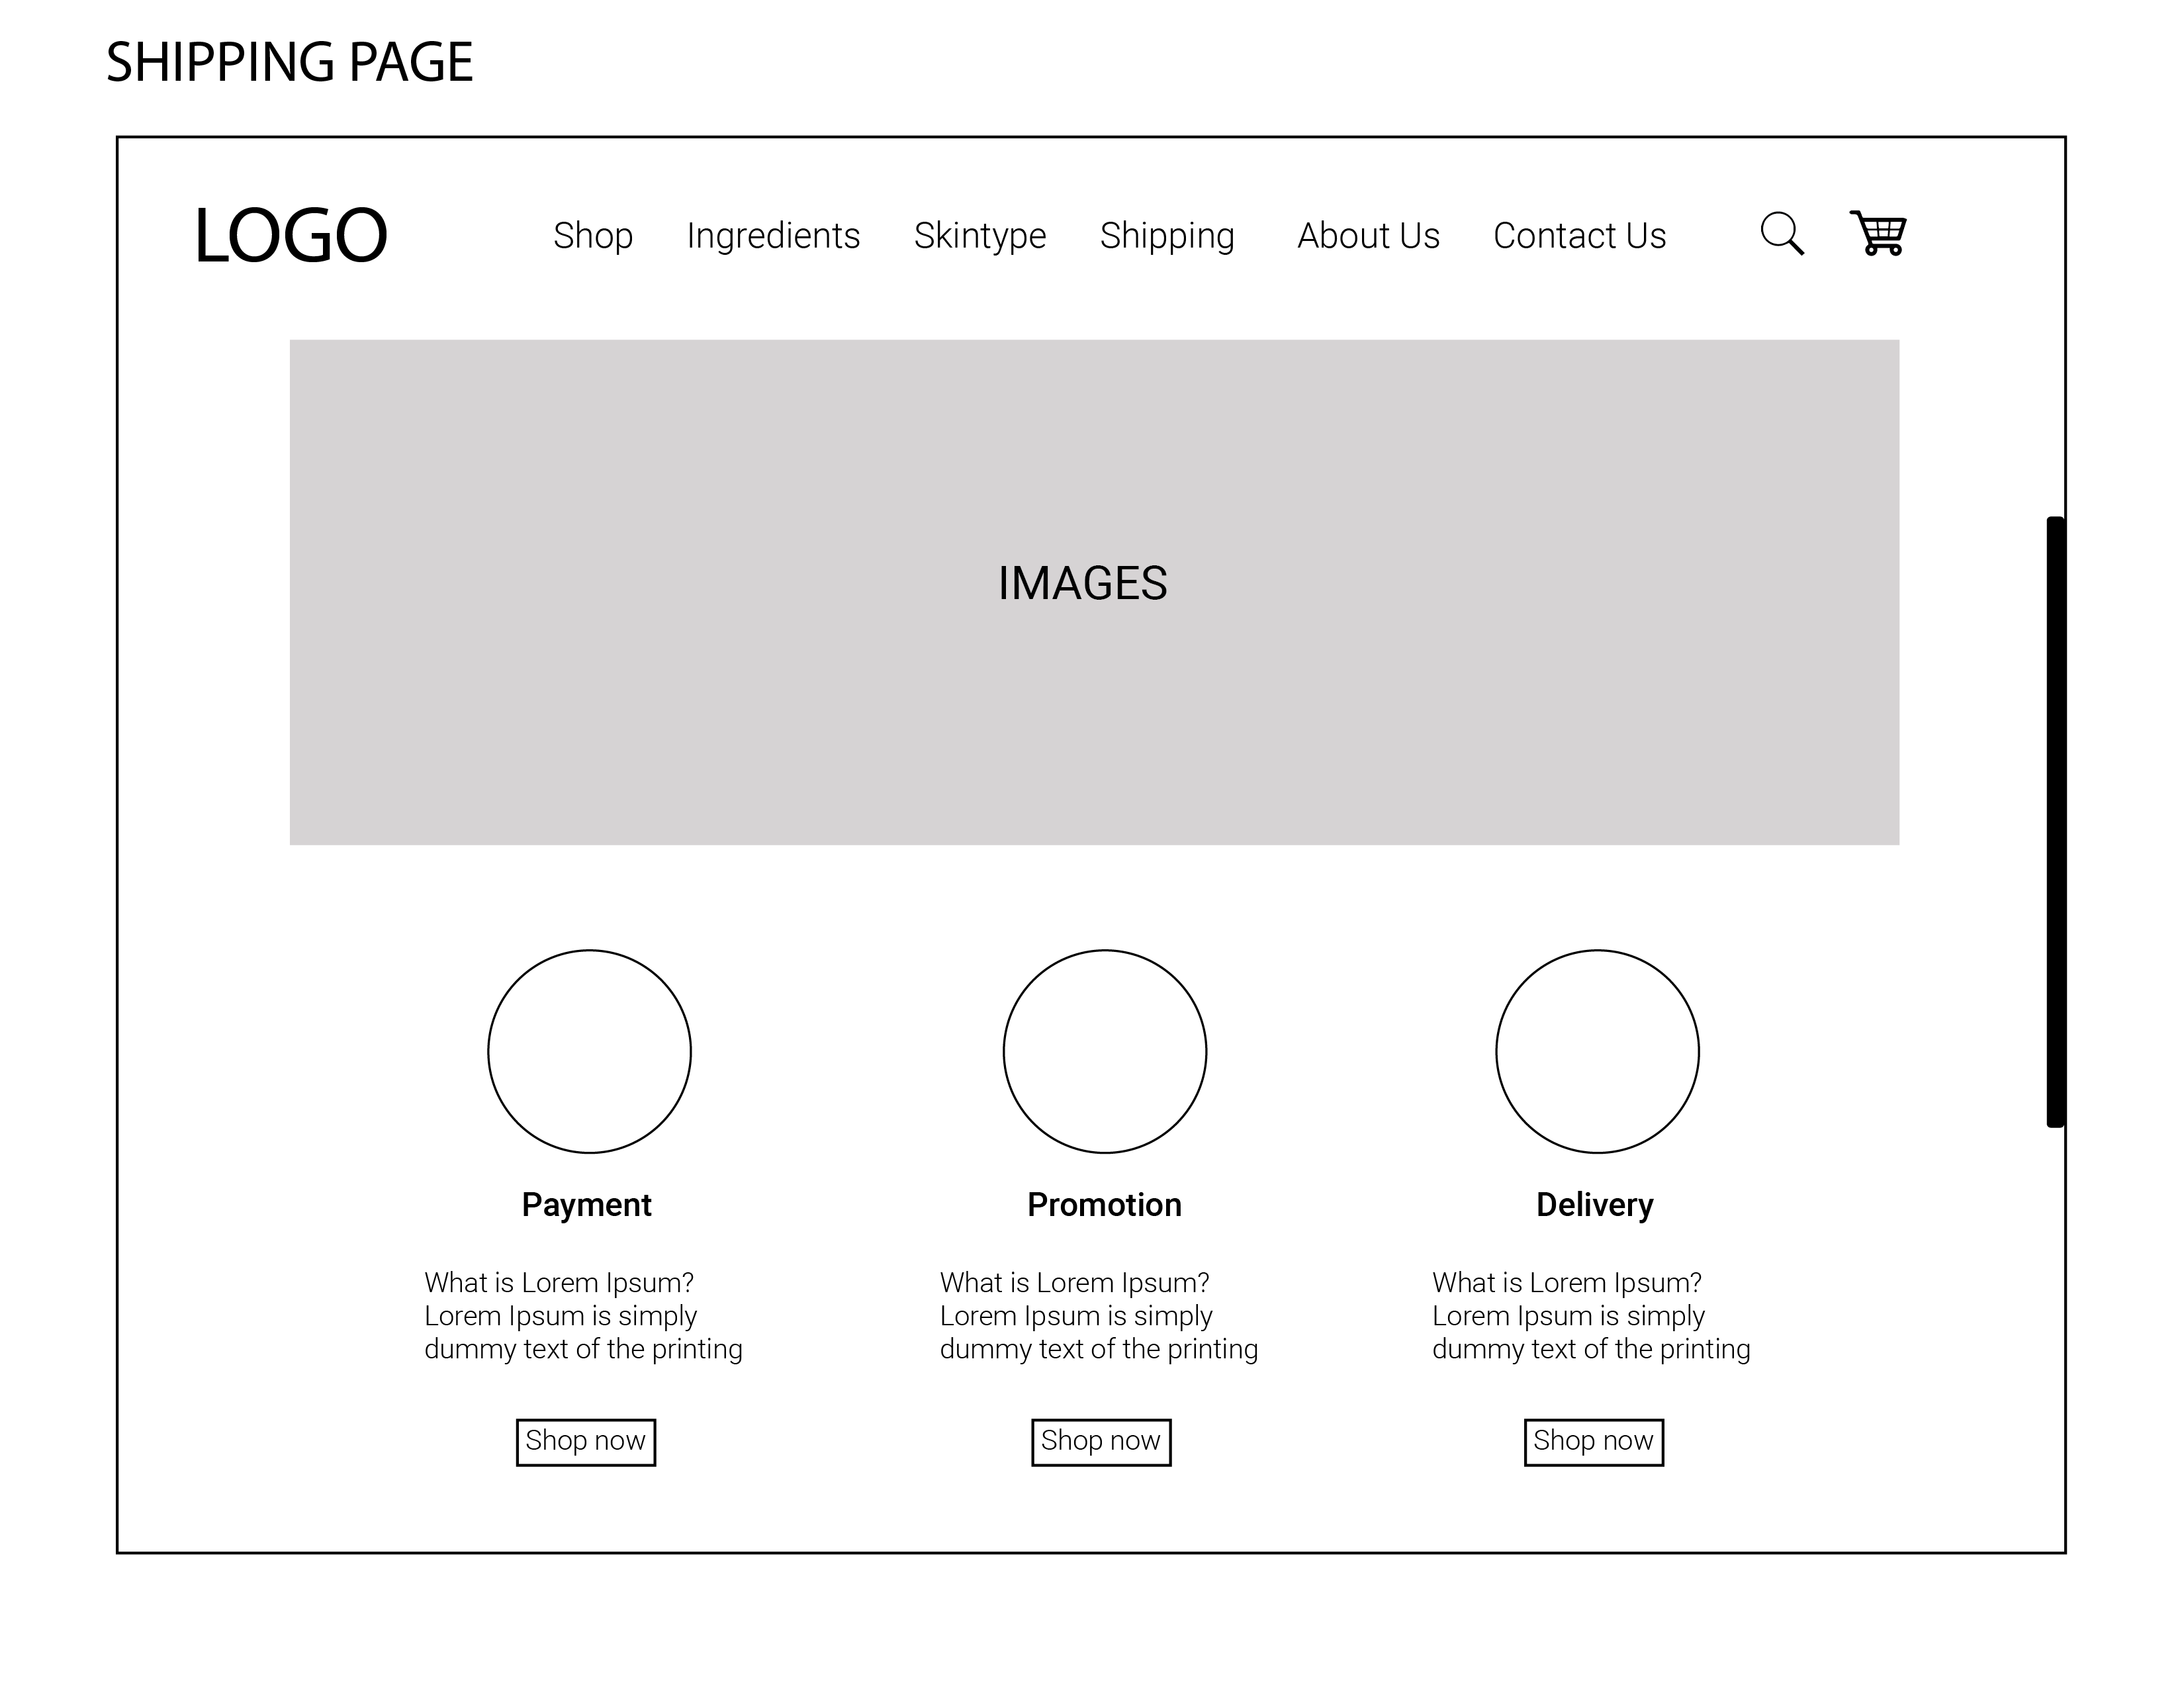 SHIPPING PAGE
LOGO
Shop Ingredients Skintype Shipping About Us Contact Us
IMAGES
Payment
What is Lorem Ipsum?
Lorem Ipsum is simply
dummy text of the printing
Shop now
Promotion
What is Lorem Ipsum?
Lorem Ipsum is simply
dummy text of the printing
Shop now
Delivery
What is Lorem Ipsum?
Lorem Ipsum is simply
dummy text of the printing
Shop now